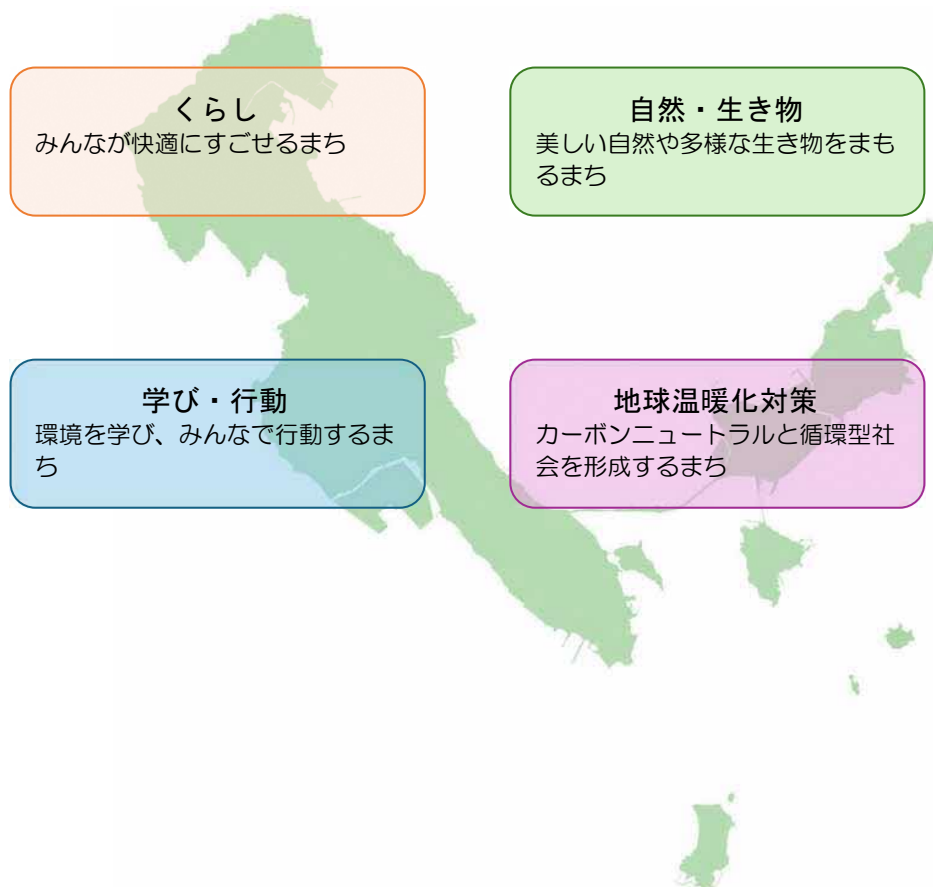 くらし
みんなが快適にすごせるまち
自然・生き物
美しい自然や多様な生き物をまも
るまち
学び・行動
環境を学び、みんなで行動するま
ち
地球温暖化対策
カーボンニュートラルと循環型社
会を形成するまち